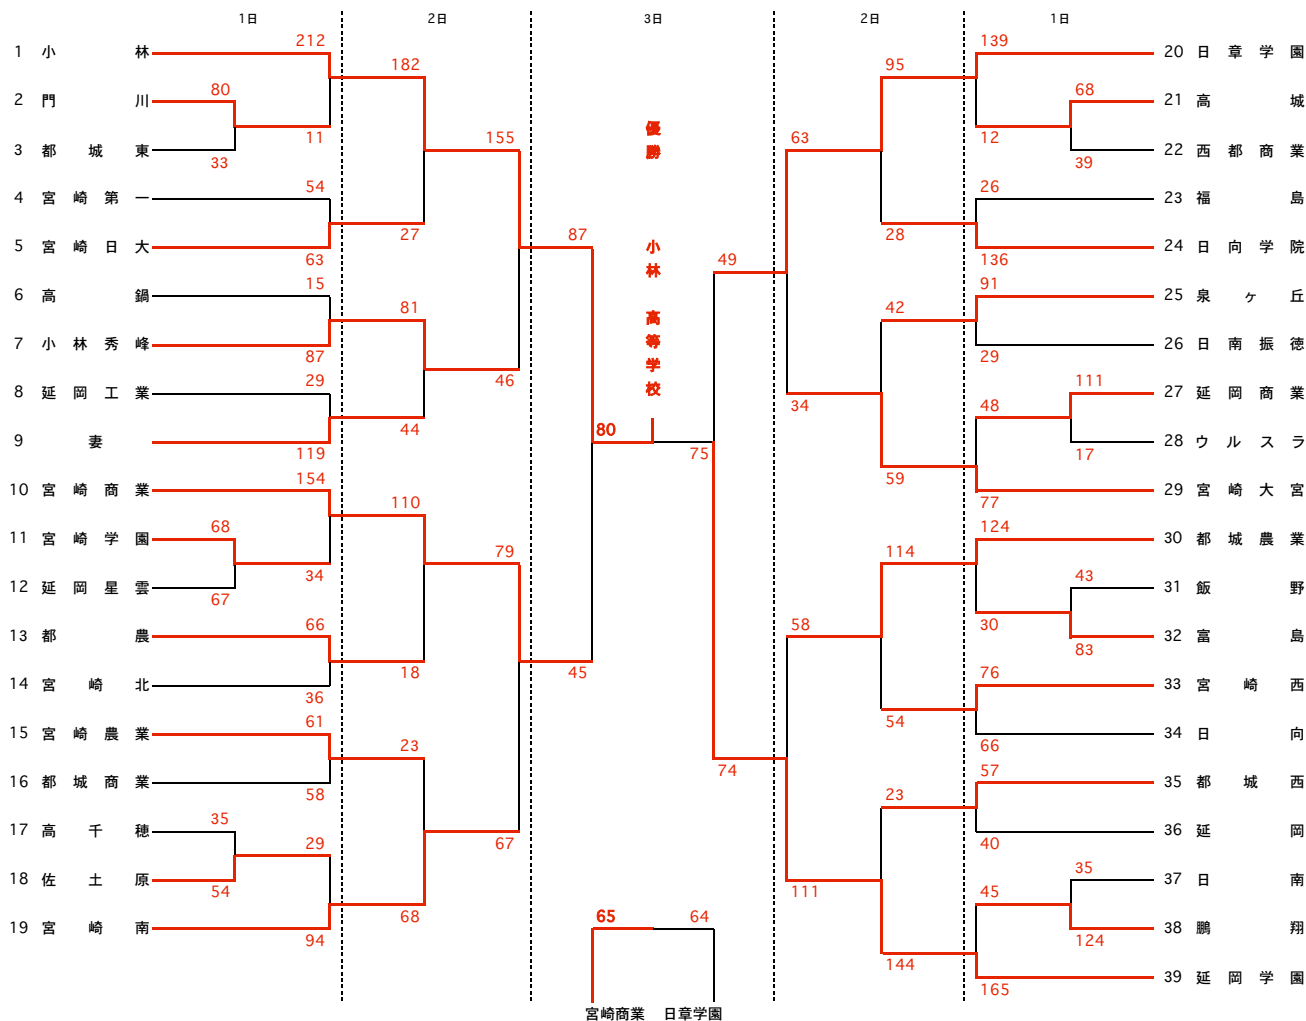 1日 2日 3日 2日 1日
1 小林
2 門川
3 都城東
4 宮崎第一
5 宮崎日大
6 高鍋
7 小林秀峰
8 延岡工業
9 妻
10 宮崎商業
11 宮崎学園
12 延岡星雲
13 都農
14 宮崎北
15 宮崎農業
16 都城商業
17 高千穂
18 佐土原
19 宮崎南
212
80
11
33
54
63
15
87
29
119
154
68
34
67
66
36
61
58
35
29
54
94
182
27
81
44
110
18
23
68
155
46
79
67
87
45
優勝
小林高等学校
80
75
65 64
宮崎商業 日章学園
49
74
63
34
58
111
95
28
42
59
114
54
23
144
139
68
12
39
26
136
91
29
111
48
17
77
124
43
30
83
76
66
57
40
35
45
124
165
20 日章学園
21 高城
22 西都商業
23 福島
24 日向学院
25 泉ヶ丘
26 日南振徳
27 延岡商業
28 ウルスラ
29 宮崎大宮
30 都城農業
31 飯野
32 富島
33 宮崎西
34 日向
35 都城西
36 延岡
37 日南
38 鵬翔
39 延岡学園